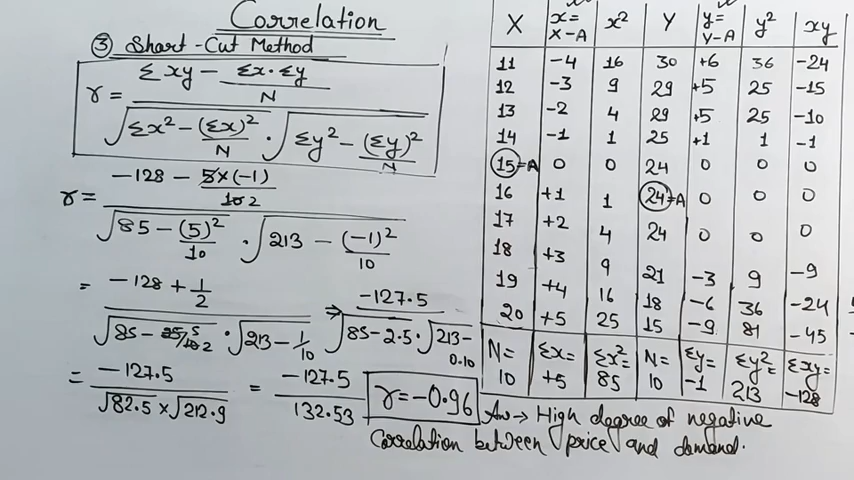 Correlation
③ Short-Cut Method
r = Σxy − Σx·Σy/N / √Σx² − (Σx)²/N · √Σy² − (Σy)²/N
r = −128 − 5×(−1)/10 2 / √85 − (5)²/10 · √213 − (−1)²/10
= −128 + 1/2 / √85 − 25/10 5/2 · √213 − 1/10 ⇒ −127.5 / √85−2.5 · √213−0.10
= −127.5 / √82.5 × √212.9 = −127.5 / 132.53 r = −0.96
X x = X−A x² Y y = Y−A y² xy
11 −4 16 30 +6 36 −24
12 −3 9 29 +5 25 −15
13 −2 4 29 +5 25 −10
14 −1 1 25 +1 1 −1
15=A 0 0 24 0 0 0
16 +1 1 24=A 0 0 0
17 +2 4 24 0 0 0
18 +3 9 21 −3 9 −9
19 +4 16 18 −6 36 −24
20 +5 25 15 −9 81 −45
N=10 Σx=+5 Σx²=85 N=10 Σy=−1 Σy²=213 Σxy=−128
Ans → High degree of negative
Correlation between price and demand.